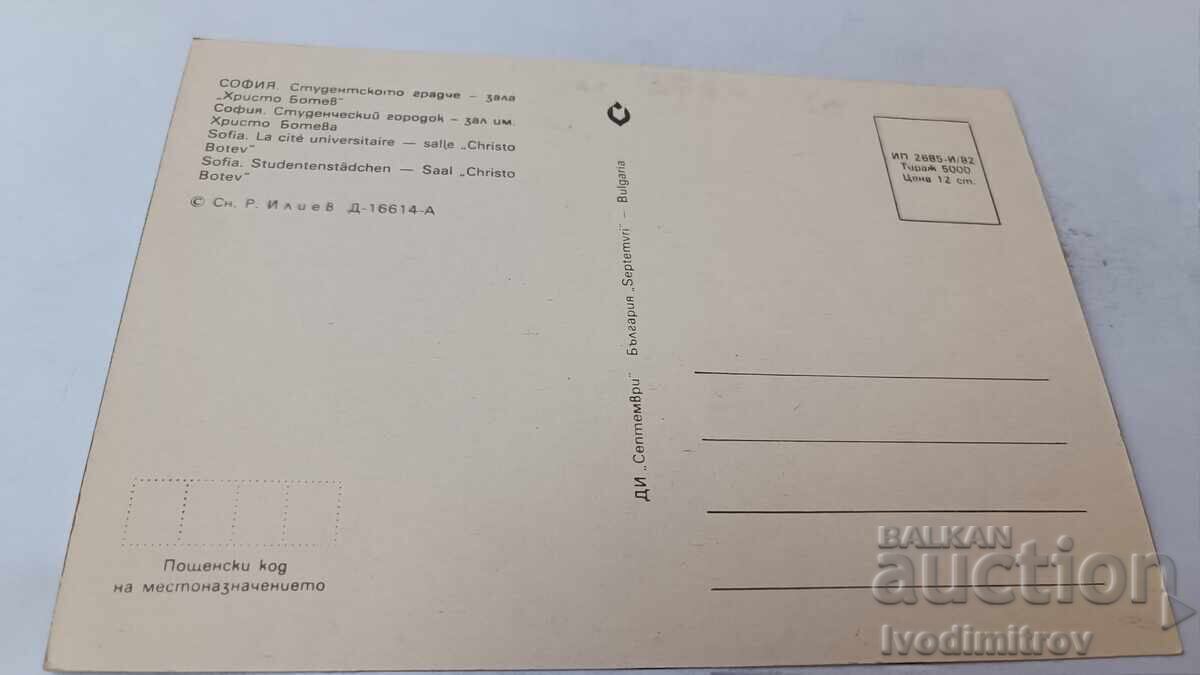 СОФИЯ. Студентското градче – зала
„Христо Ботев"
София. Студенческий городок – зал им.
Христо Ботева
Sofia. La cité universitaire — salle „Christo
Botev"
Sofia. Studentenstädchen — Saal „Christo
Botev"
© Сн. Р. Илиев Д-16614-А
ДИ „Септември" България „Septemvri" – Bulgaria
ИП 2685-И/82
Тираж 5000
Цена 12 ст.
Пощенски код
на местоназначението
BALKAN
auction
Ivodimitrov